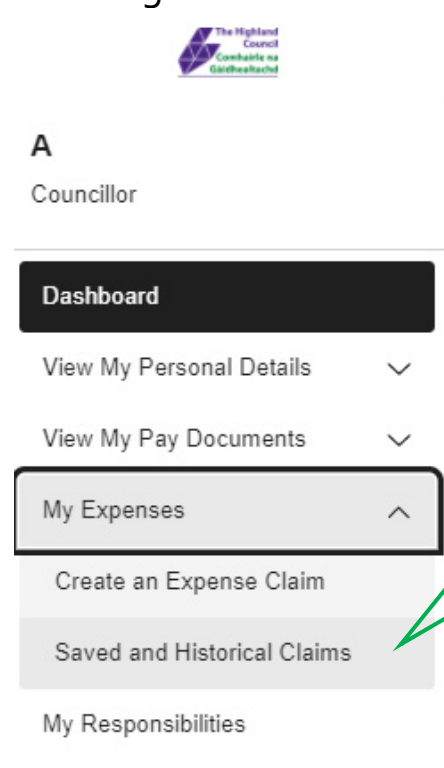 The Highland
Council
Comhairle na
Gàidhealtachd
A
Councillor
Dashboard
View My Personal Details
View My Pay Documents
My Expenses
Create an Expense Claim
Saved and Historical Claims
My Responsibilities